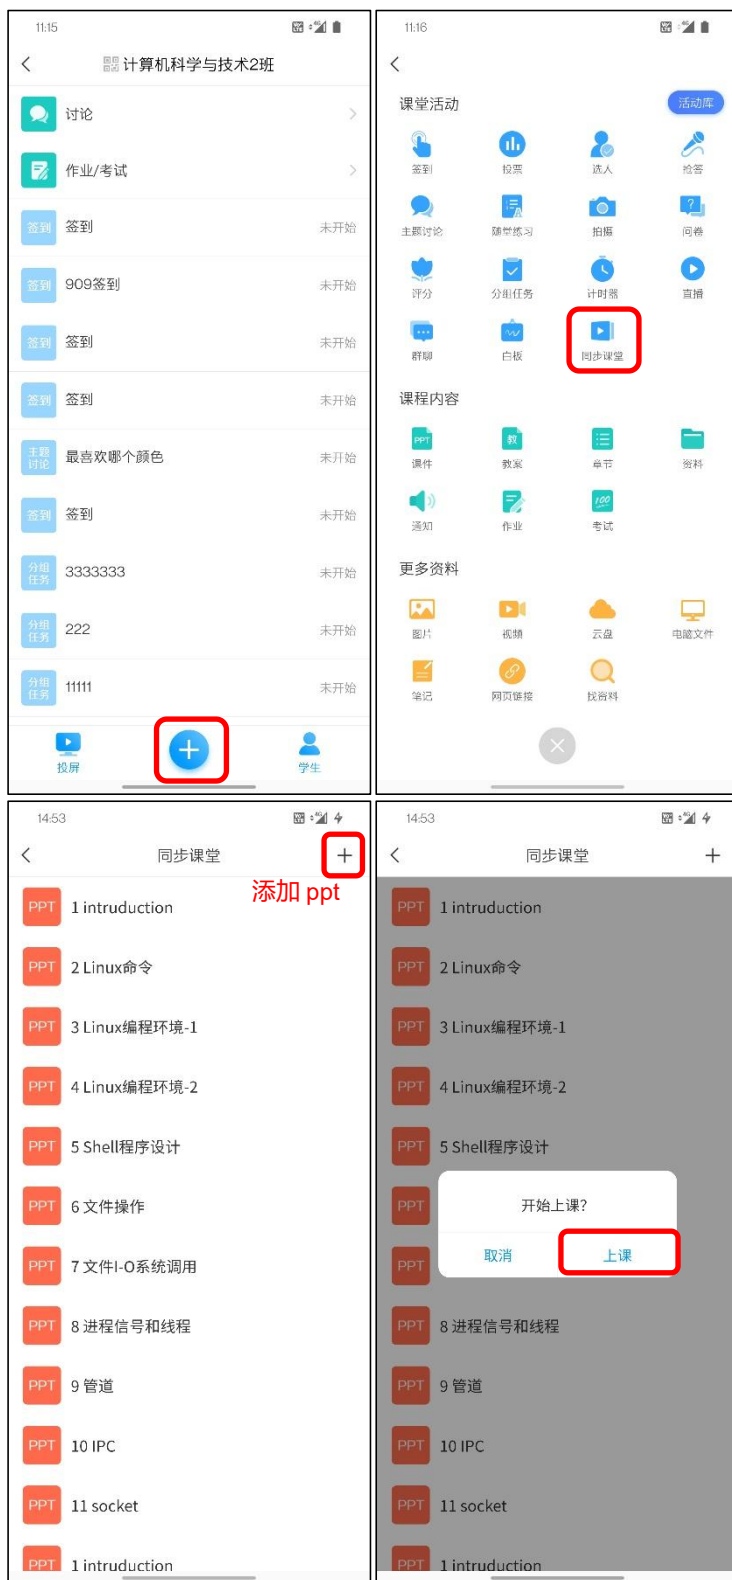 11:15
计算机科学与技术2班
讨论
作业/考试
签到 签到 未开始
签到 909签到 未开始
签到 签到 未开始
签到 签到 未开始
主题讨论 最喜欢哪个颜色 未开始
签到 签到 未开始
分组任务 3333333 未开始
分组任务 222 未开始
分组任务 11111 未开始
投屏 学生
11:16
课堂活动 活动库
签到 投票 选人 抢答
主题讨论 随堂练习 拍摄 问卷
评分 分组任务 计时器 直播
群聊 白板 同步课堂
课程内容
PPT 教
课件 教案 章节 资料
100
通知 作业 考试
更多资料
图片 视频 云盘 电脑文件
笔记 网页链接 找资料
14:53
同步课堂
添加 ppt
PPT 1 intruduction
PPT 2 Linux命令
PPT 3 Linux编程环境-1
PPT 4 Linux编程环境-2
PPT 5 Shell程序设计
PPT 6 文件操作
PPT 7 文件I-O系统调用
PPT 8 进程信号和线程
PPT 9 管道
PPT 10 IPC
PPT 11 socket
PPT 1 intruduction
14:53
同步课堂
PPT 1 intruduction
PPT 2 Linux命令
PPT 3 Linux编程环境-1
PPT 4 Linux编程环境-2
PPT 5 Shell程序设计
PPT 开始上课?
PPT 取消 上课
PPT 8 进程信号和线程
PPT 9 管道
PPT 10 IPC
PPT 11 socket
PPT 1 intruduction